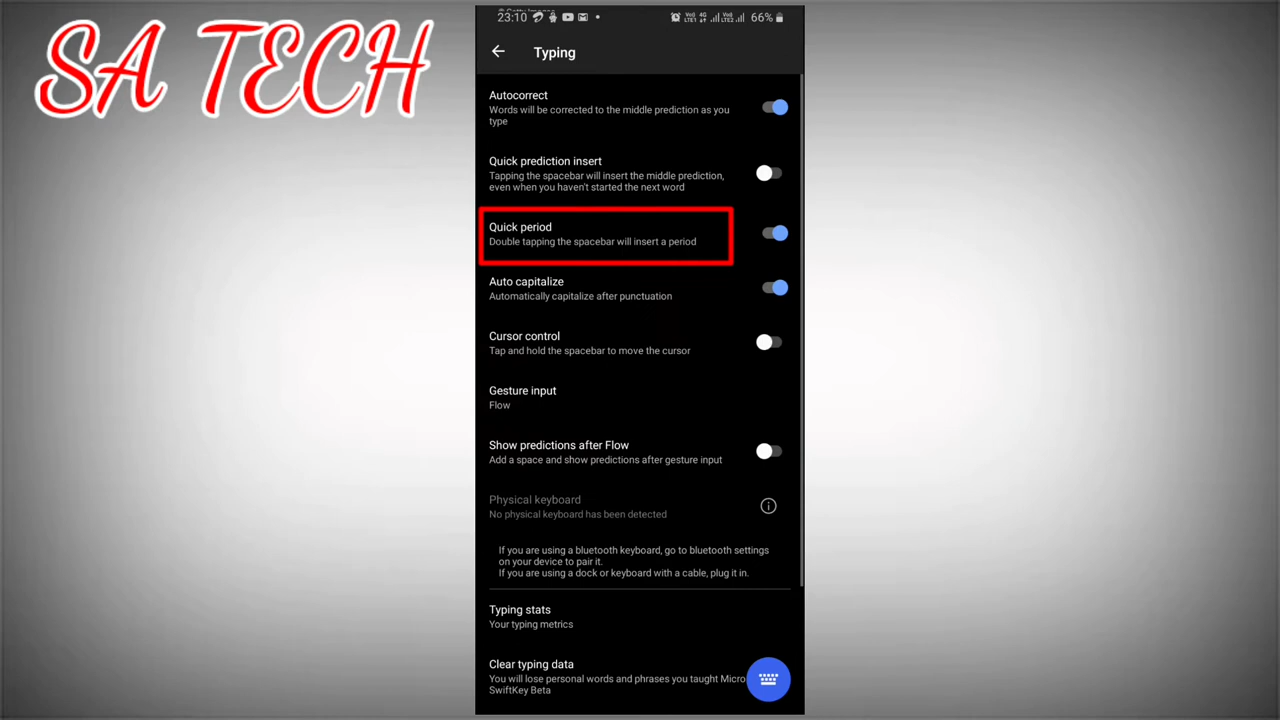 SA TECH
23:10
66%
Typing
Autocorrect
Words will be corrected to the middle prediction as you
type
Quick prediction insert
Tapping the spacebar will insert the middle prediction,
even when you haven't started the next word
Quick period
Double tapping the spacebar will insert a period
Auto capitalize
Automatically capitalize after punctuation
Cursor control
Tap and hold the spacebar to move the cursor
Gesture input
Flow
Show predictions after Flow
Add a space and show predictions after gesture input
Physical keyboard
No physical keyboard has been detected
If you are using a bluetooth keyboard, go to bluetooth settings
on your device to pair it.
If you are using a dock or keyboard with a cable, plug it in.
Typing stats
Your typing metrics
Clear typing data
You will lose personal words and phrases you taught Micro
SwiftKey Beta